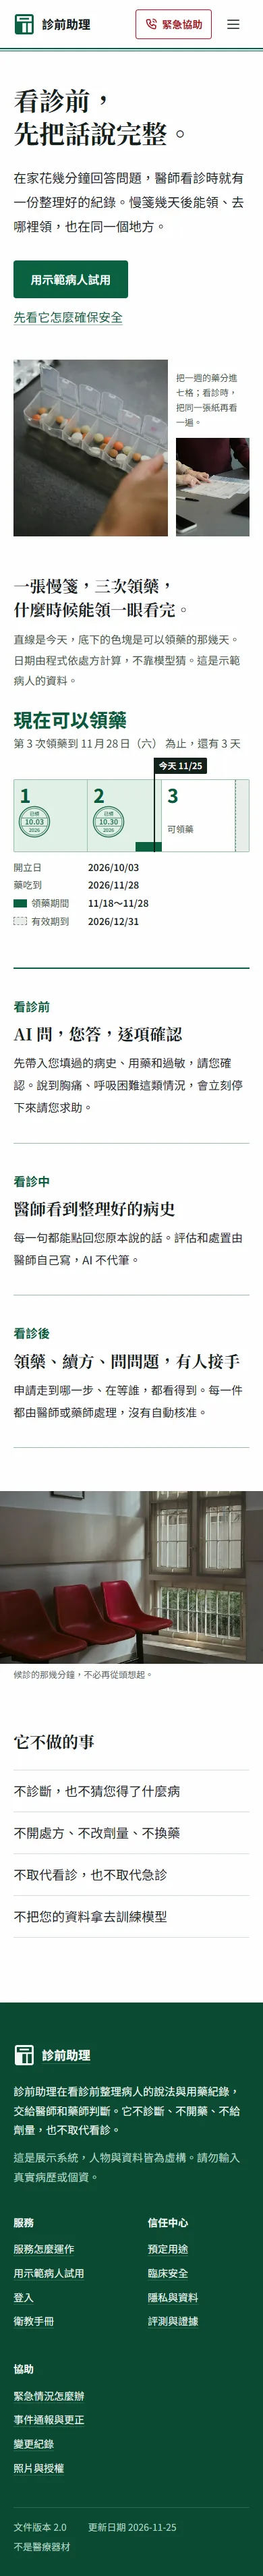 診前助理
緊急協助
看診前，
先把話說完整。
在家花幾分鐘回答問題，醫師看診時就有
一份整理好的紀錄。慢箋幾天後能領、去
哪裡領，也在同一個地方。
用示範病人試用
先看它怎麼確保安全
把一週的藥分進
七格；看診時，
把同一張紙再看
一遍。
一張慢箋，三次領藥，
什麼時候能領一眼看完。
直線是今天，底下的色塊是可以領藥的那幾天。
日期由程式依處方計算，不靠模型猜。這是示範
病人的資料。
現在可以領藥
第 3 次領藥到 11 月 28 日（六） 為止，還有 3 天
今天 11/25
1
已領
10.03
2026
2
已領
10.30
2026
3
可領藥
開立日 2026/10/03
藥吃到 2026/11/28
領藥期間 11/18～11/28
有效期到 2026/12/31
看診前
AI 問，您答，逐項確認
先帶入您填過的病史、用藥和過敏，請您確
認。說到胸痛、呼吸困難這類情況，會立刻停
下來請您求助。
看診中
醫師看到整理好的病史
每一句都能點回您原本說的話。評估和處置由
醫師自己寫，AI 不代筆。
看診後
領藥、續方、問問題，有人接手
申請走到哪一步、在等誰，都看得到。每一件
都由醫師或藥師處理，沒有自動核准。
候診的那幾分鐘，不必再從頭想起。
它不做的事
不診斷，也不猜您得了什麼病
不開處方、不改劑量、不換藥
不取代看診，也不取代急診
不把您的資料拿去訓練模型
診前助理
診前助理在看診前整理病人的說法與用藥紀錄，
交給醫師和藥師判斷。它不診斷、不開藥、不給
劑量，也不取代看診。
這是展示系統，人物與資料皆為虛構。請勿輸入
真實病歷或個資。
服務
服務怎麼運作
用示範病人試用
登入
衛教手冊
信任中心
預定用途
臨床安全
隱私與資料
評測與證據
協助
緊急情況怎麼辦
事件通報與更正
變更紀錄
照片與授權
文件版本 2.0 更新日期 2026-11-25
不是醫療器材